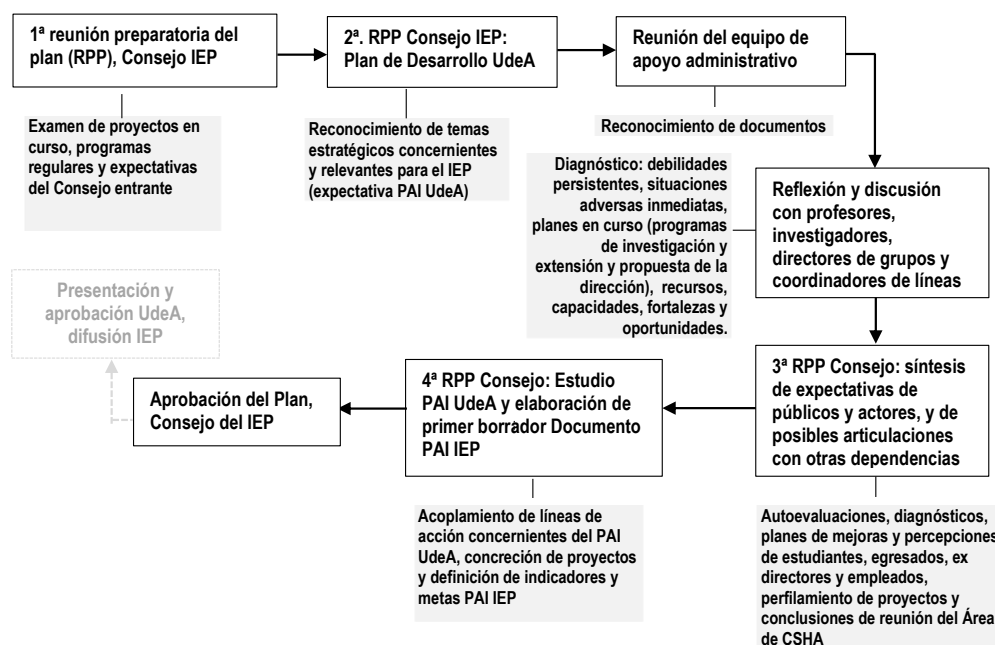 1ª reunión preparatoria del
plan (RPP), Consejo IEP
2ª. RPP Consejo IEP:
Plan de Desarrollo UdeA
Reunión del equipo de
apoyo administrativo
Examen de proyectos en
curso, programas
regulares y expectativas
del Consejo entrante
Reconocimiento de temas
estratégicos concernientes
y relevantes para el IEP
(expectativa PAI UdeA)
Reconocimiento de documentos
Diagnóstico: debilidades
persistentes, situaciones
adversas inmediatas,
planes en curso (programas
de investigación y
extensión y propuesta de la
dirección), recursos,
capacidades, fortalezas y
oportunidades.
Reflexión y discusión
con profesores,
investigadores,
directores de grupos y
coordinadores de líneas
Presentación y
aprobación UdeA,
difusión IEP
Aprobación del Plan,
Consejo del IEP
4ª RPP Consejo: Estudio
PAI UdeA y elaboración de
primer borrador Documento
PAI IEP
3ª RPP Consejo: síntesis
de expectativas de
públicos y actores, y de
posibles articulaciones
con otras dependencias
Acoplamiento de líneas de
acción concernientes del PAI
UdeA, concreción de proyectos
y definición de indicadores y
metas PAI IEP
Autoevaluaciones, diagnósticos,
planes de mejoras y percepciones
de estudiantes, egresados, ex
directores y empleados,
perfilamiento de proyectos y
conclusiones de reunión del Área
de CSHA